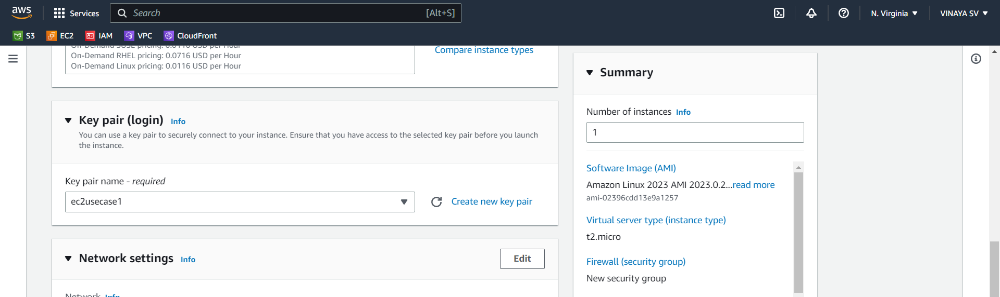 aws
Services
Search
[Alt+S]
N. Virginia
VINAYA SV
S3
EC2
IAM
VPC
CloudFront
On-Demand SUSE pricing: 0.0116 USD per Hour
On-Demand RHEL pricing: 0.0716 USD per Hour
On-Demand Linux pricing: 0.0116 USD per Hour
Compare instance types
Key pair (login) Info
You can use a key pair to securely connect to your instance. Ensure that you have access to the selected key pair before you launch
the instance.
Key pair name - required
ec2usecase1
Create new key pair
Network settings Info
Edit
Network Info
Summary
Number of instances Info
1
Software Image (AMI)
Amazon Linux 2023 AMI 2023.0.2...read more
ami-02396cdd13e9a1257
Virtual server type (instance type)
t2.micro
Firewall (security group)
New security group